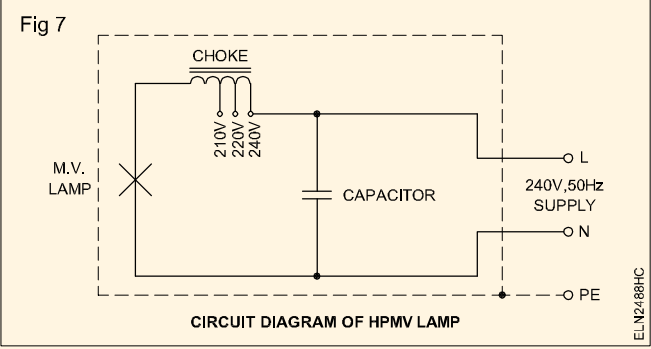 Fig 7
CHOKE
210V
220V
240V
M.V.
LAMP
CAPACITOR
L
240V,50Hz
SUPPLY
N
PE
CIRCUIT DIAGRAM OF HPMV LAMP
ELN2488HC